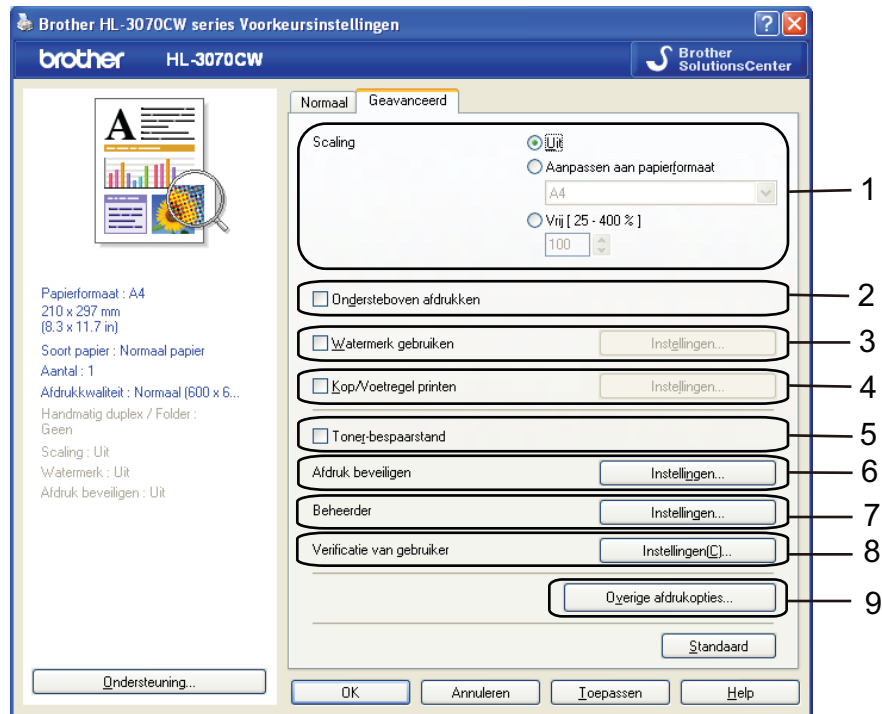 Brother HL-3070CW series Voorkeursinstellingen
brother HL-3070CW
Brother
SolutionsCenter
A
Papierformaat : A4
210 x 297 mm
(8.3 x 11.7 in)
Soort papier : Normaal papier
Aantal : 1
Afdrukkwaliteit : Normaal (600 x 6...
Handmatig duplex / Folder :
Geen
Scaling : Uit
Watermerk : Uit
Afdruk beveiligen : Uit
Ondersteuning...
Normaal Geavanceerd
Scaling
Uit
Aanpassen aan papierformaat
A4
Vrij [ 25 - 400 % ]
100
1
Ondersteboven afdrukken
2
Watermerk gebruiken Instellingen...
3
Kop/Voetregel printen Instellingen...
4
Toner-bespaarstand
5
Afdruk beveiligen Instellingen...
6
Beheerder Instellingen...
7
Verificatie van gebruiker Instellingen(C)...
8
Overige afdrukopties...
9
Standaard
OK Annuleren Toepassen Help